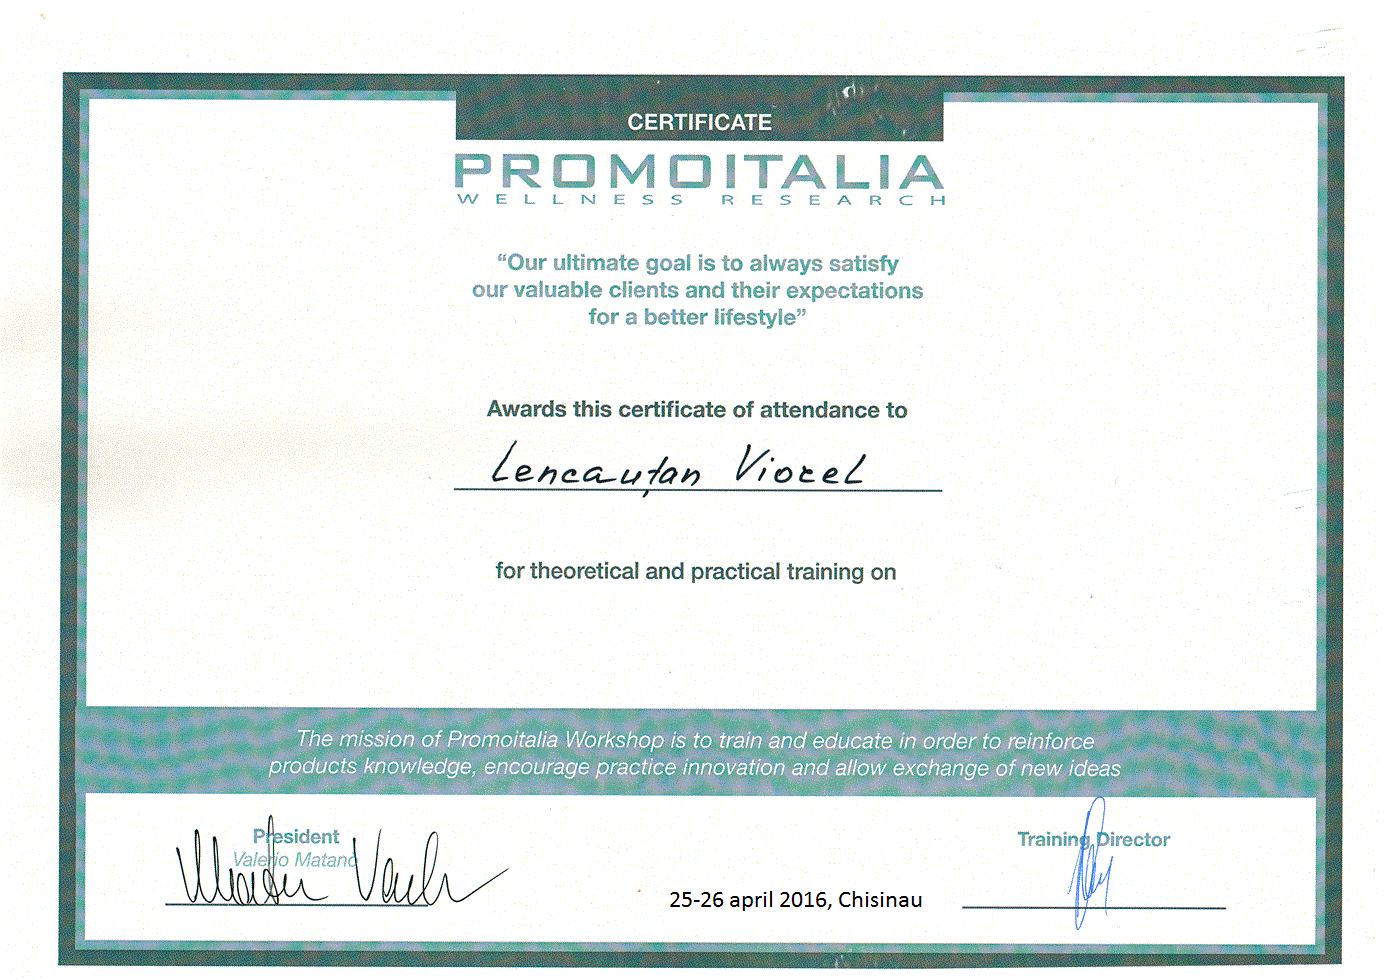 CERTIFICATE
PROMOITALIA
WELLNESS RESEARCH
“Our ultimate goal is to always satisfy
our valuable clients and their expectations
for a better lifestyle”
Awards this certificate of attendance to
Lencauțan Viorel
for theoretical and practical training on
The mission of Promoitalia Workshop is to train and educate in order to reinforce
products knowledge, encourage practice innovation and allow exchange of new ideas
President
Valerio Matano
Training Director
25-26 april 2016, Chisinau